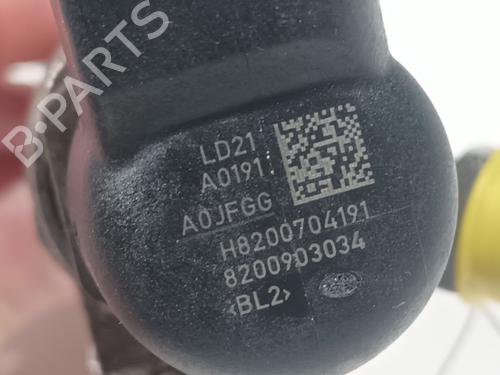 B-PARTS
LD21
A0191
A0JFGG
H8200704191
8200903034
<BL2>